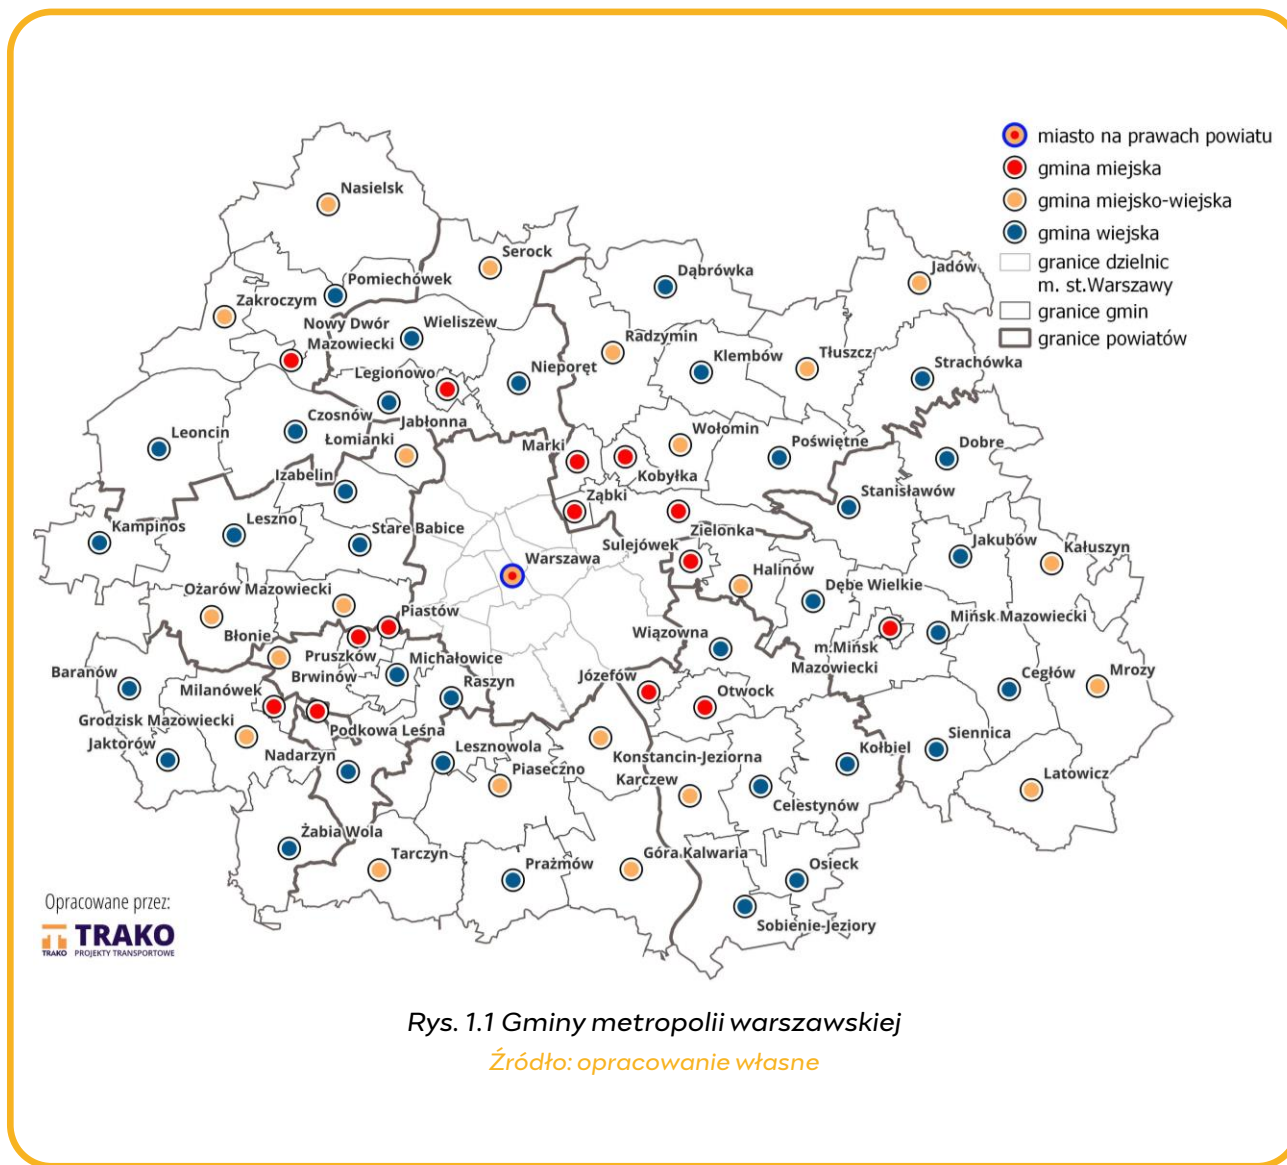 miasto na prawach powiatu
gmina miejska
gmina miejsko-wiejska
gmina wiejska
granice dzielnic
m. st.Warszawy
granice gmin
granice powiatów
Nasielsk
Serock
Dąbrówka
Jadów
Pomiechówek
Zakroczym
Nowy Dwór
Mazowiecki
Wieliszew
Radzymin
Klembów
Tłuszcz
Strachówka
Legionowo
Nieporęt
Czosnów
Jabłonna
Leoncin
Łomianki
Marki
Kobyłka
Wołomin
Poświętne
Dobre
Izabelin
Ząbki
Stanisławów
Kampinos
Leszno
Stare Babice
Zielonka
Sulejówek
Warszawa
Halinów
Dębe Wielkie
Jakubów
Kałuszyn
Ożarów Mazowiecki
Piastów
Mińsk Mazowiecki
Błonie
Pruszków
Michałowice
Wiązowna
m.Mińsk
Mazowiecki
Baranów
Milanówek
Brwinów
Raszyn
Józefów
Otwock
Cegłów
Mrozy
Grodzisk Mazowiecki
Podkowa Leśna
Jaktorów
Nadarzyn
Lesznowola
Piaseczno
Konstancin-Jeziorna
Karczew
Kołbiel
Siennica
Latowicz
Celestynów
Żabia Wola
Tarczyn
Prażmów
Góra Kalwaria
Osieck
Sobienie-Jeziory
Opracowane przez:
TRAKO
TRAKO PROJEKTY TRANSPORTOWE
Rys. 1.1 Gminy metropolii warszawskiej
Źródło: opracowanie własne